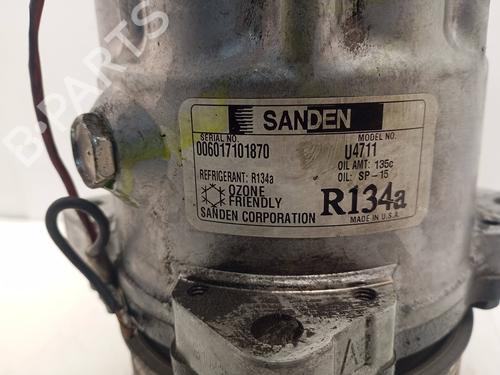 SANDEN
SERIAL NO.
006017101870
MODEL NO.
U4711
REFRIGERANT: R134a
OIL AMT: 135c
OIL: SP-15
OZONE
FRIENDLY
R134a
SANDEN CORPORATION
MADE IN U.S.A.
B-PARTS